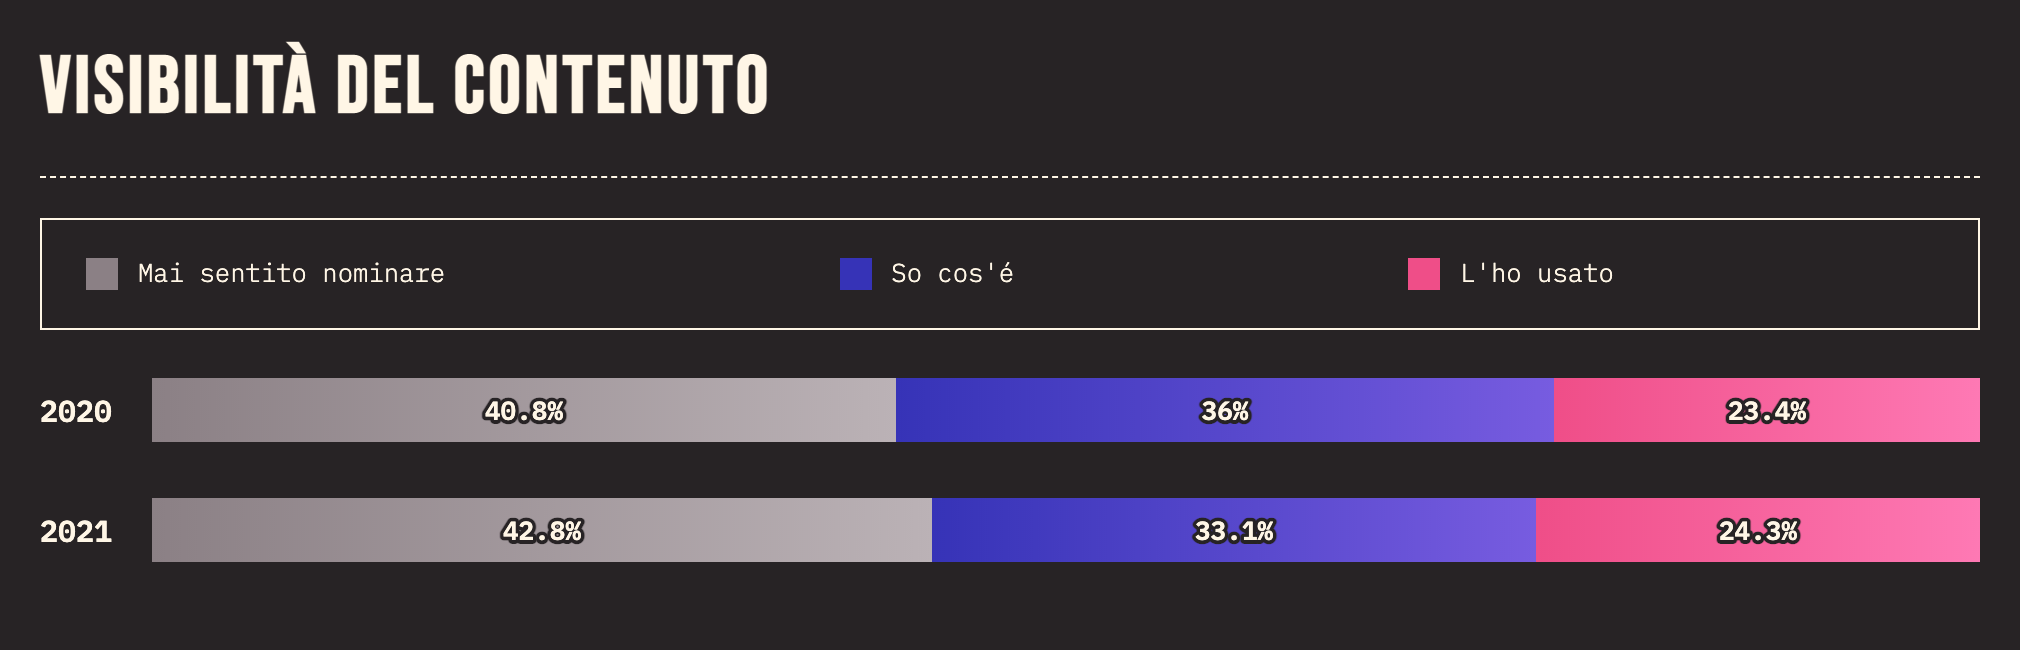 VISIBILITÀ DEL CONTENUTO
Mai sentito nominare So cos'é L'ho usato
2020 40.8% 36% 23.4%
2021 42.8% 33.1% 24.3%